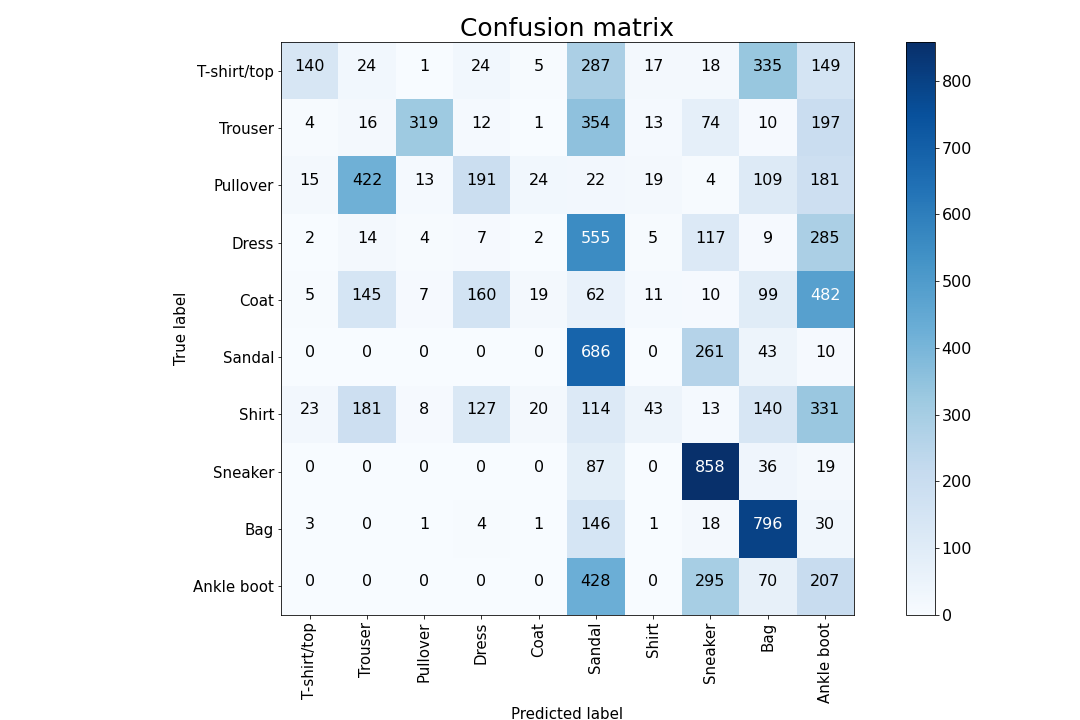 Confusion matrix
T-shirt/top 140 24 1 24 5 287 17 18 335 149
Trouser 4 16 319 12 1 354 13 74 10 197
Pullover 15 422 13 191 24 22 19 4 109 181
Dress 2 14 4 7 2 555 5 117 9 285
Coat 5 145 7 160 19 62 11 10 99 482
Sandal 0 0 0 0 0 686 0 261 43 10
Shirt 23 181 8 127 20 114 43 13 140 331
Sneaker 0 0 0 0 0 87 0 858 36 19
Bag 3 0 1 4 1 146 1 18 796 30
Ankle boot 0 0 0 0 0 428 0 295 70 207
True label
T-shirt/top Trouser Pullover Dress Coat Sandal Shirt Sneaker Bag Ankle boot
Predicted label
800
700
600
500
400
300
200
100
0